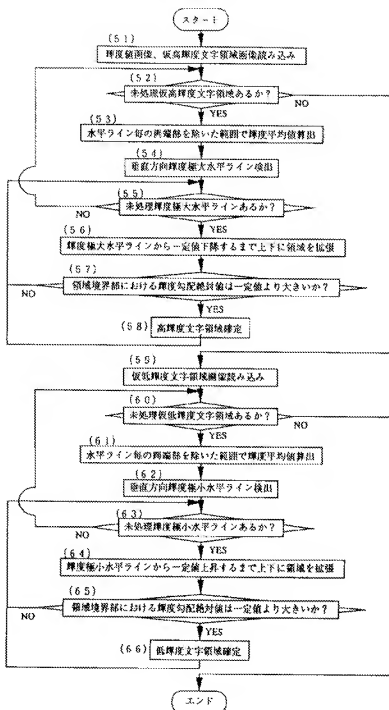 スタート
(51)
輝度値画像、仮高輝度文字領域画像読み込み
(52)
未処理仮高輝度文字領域あるか？
NO
YES
(53)
水平ライン毎の両端部を除いた範囲で輝度平均値算出
(54)
垂直方向輝度極大水平ライン検出
(55)
未処理輝度極大水平ラインあるか？
NO
YES
(56)
輝度極大水平ラインから一定値下降するまで上下に領域を拡張
(57)
領域境界部における輝度勾配絶対値は一定値より大きいか？
NO
YES
(58)
高輝度文字領域確定
(59)
仮低輝度文字領域画像読み込み
(60)
未処理仮低輝度文字領域あるか？
NO
YES
(61)
水平ライン毎の両端部を除いた範囲で輝度平均値算出
(62)
垂直方向輝度極小水平ライン検出
(63)
未処理輝度極小水平ラインあるか？
NO
YES
(64)
輝度極小水平ラインから一定値上昇するまで上下に領域を拡張
(65)
領域境界部における輝度勾配絶対値は一定値より大きいか？
NO
YES
(66)
低輝度文字領域確定
エンド